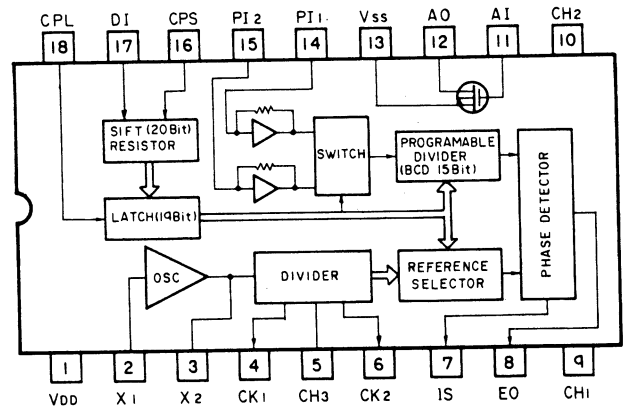 CPL DI CPS PI2 PI1 VSS AO AI CH2
18 17 16 15 14 13 12 11 10
SIFT(20Bit)
RESISTOR
SWITCH
PROGRAMABLE
DIVIDER
(BCD 15Bit)
PHASE DETECTOR
LATCH(19Bit)
OSC
DIVIDER
REFERENCE
SELECTOR
1 2 3 4 5 6 7 8 9
VDD X1 X2 CK1 CH3 CK2 IS EO CH1